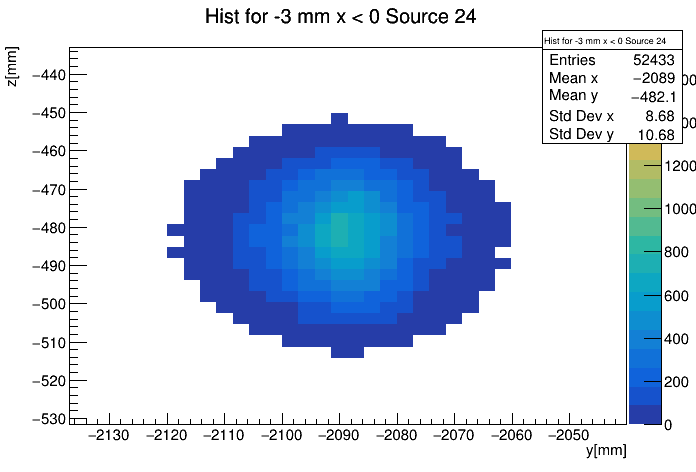 Hist for -3 mm x < 0 Source 24
z[mm]
Hist for -3 mm x < 0 Source 24
Entries 52433
Mean x −2089
Mean y −482.1
Std Dev x 8.68
Std Dev y 10.68
−440
−450
−460
−470
−480
−490
−500
−510
−520
−530
1200
1000
800
600
400
200
0
−2130 −2120 −2110 −2100 −2090 −2080 −2070 −2060 −2050
y[mm]